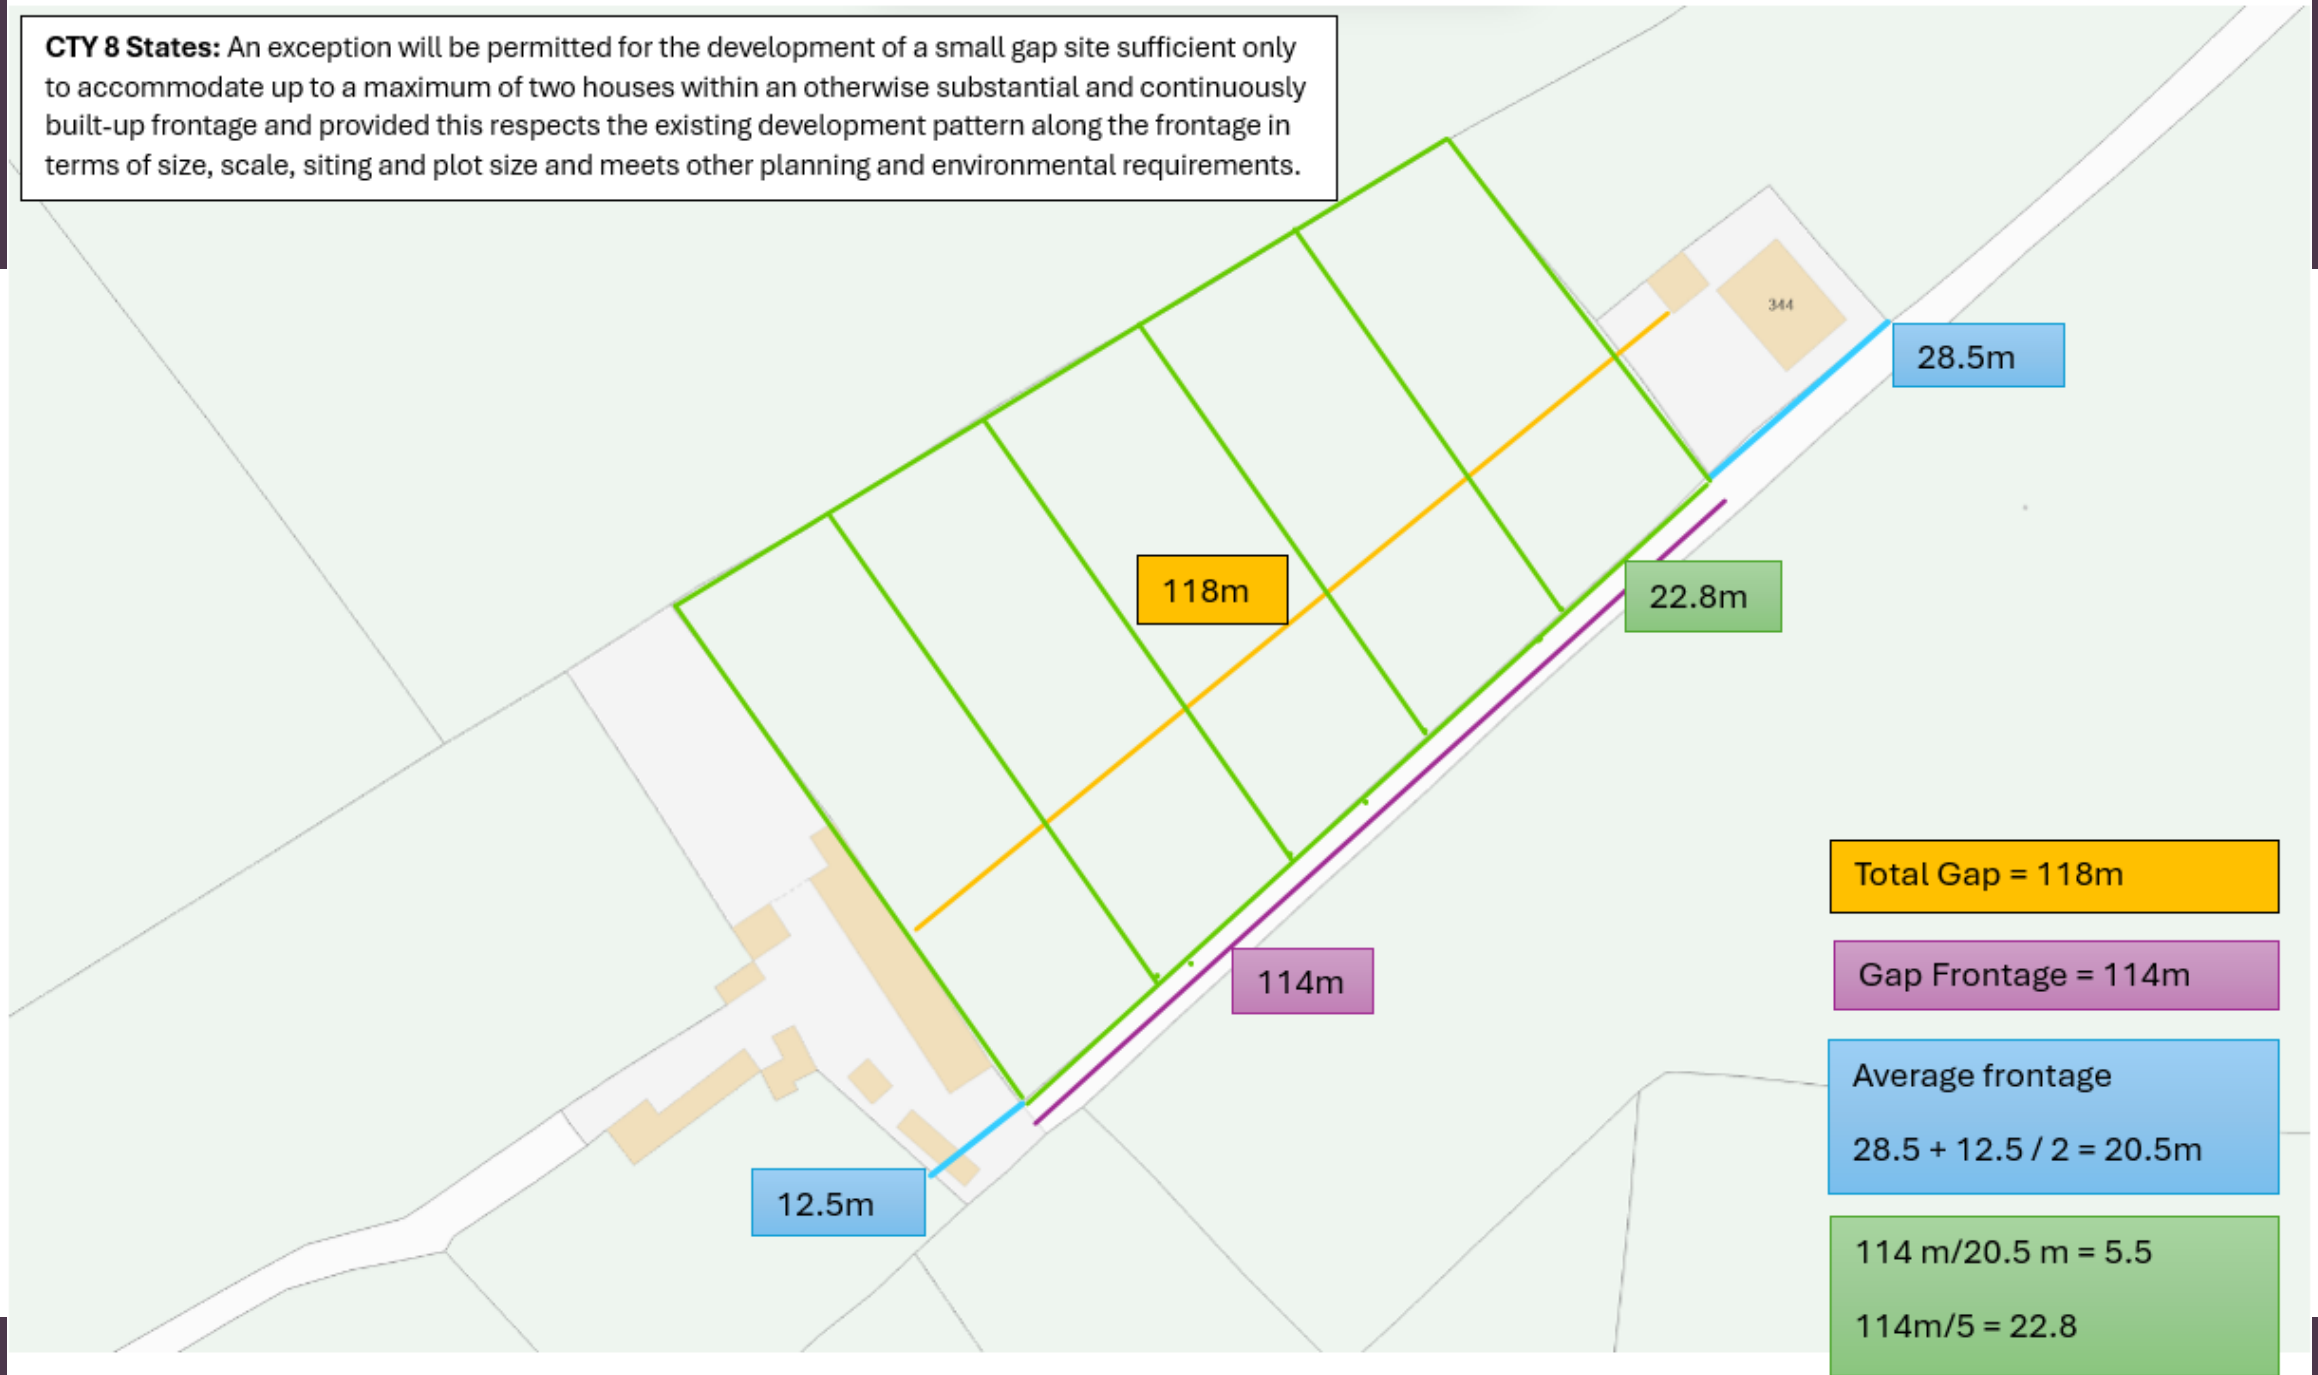 CTY 8 States: An exception will be permitted for the development of a small gap site sufficient only
to accommodate up to a maximum of two houses within an otherwise substantial and continuously
built-up frontage and provided this respects the existing development pattern along the frontage in
terms of size, scale, siting and plot size and meets other planning and environmental requirements.
344
28.5m
118m
22.8m
114m
12.5m
Total Gap = 118m
Gap Frontage = 114m
Average frontage
28.5 + 12.5 / 2 = 20.5m
114 m/20.5 m = 5.5
114m/5 = 22.8